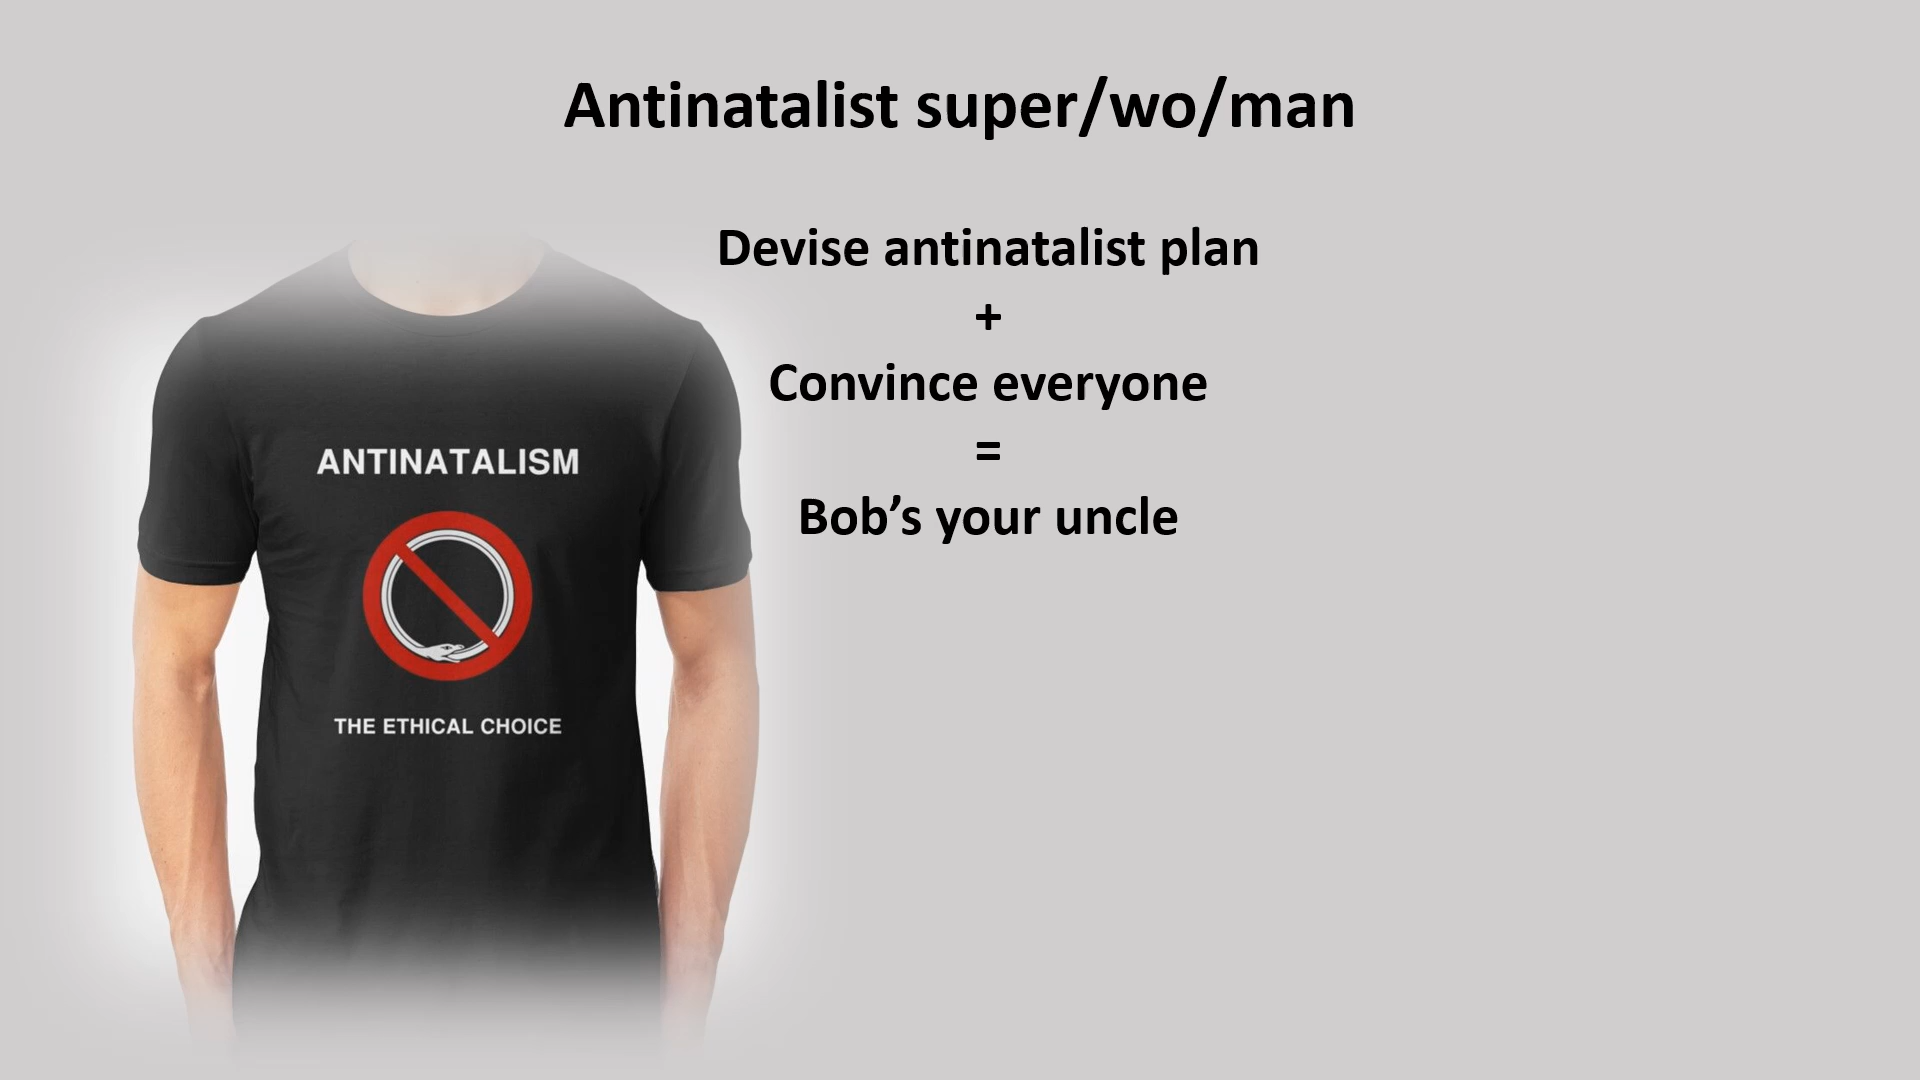 Antinatalist super/wo/man
Devise antinatalist plan
+
Convince everyone
=
Bob’s your uncle
ANTINATALISM
THE ETHICAL CHOICE